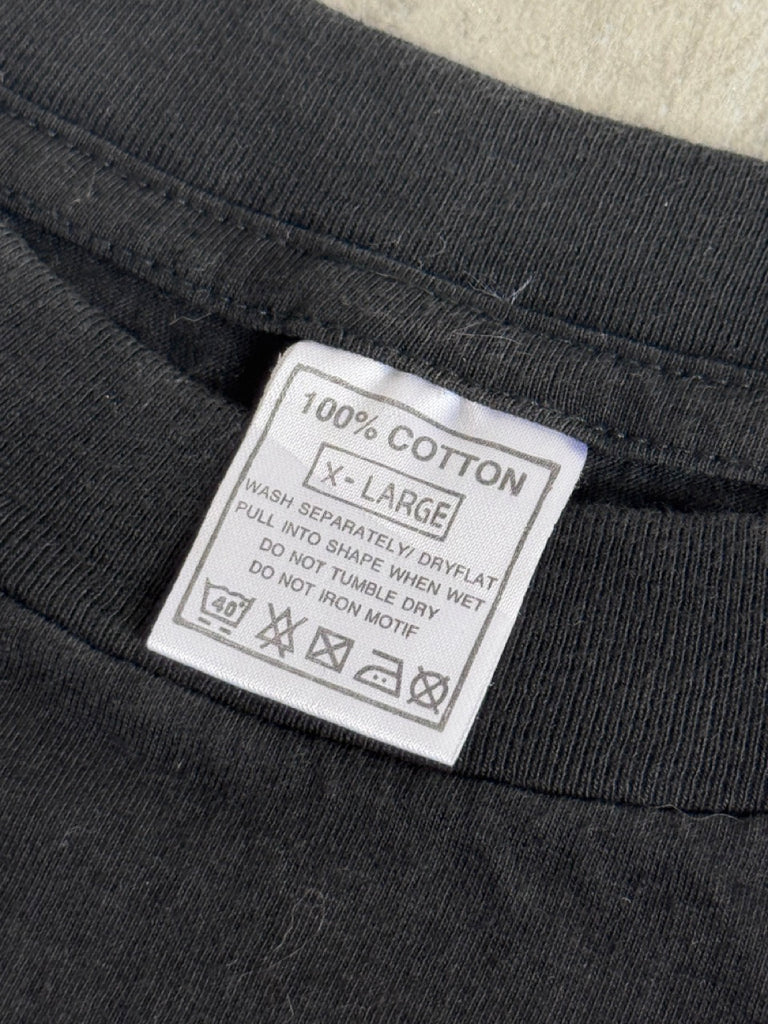 100% COTTON
X-LARGE
WASH SEPARATELY/ DRYFLAT
PULL INTO SHAPE WHEN WET
DO NOT TUMBLE DRY
DO NOT IRON MOTIF
40°